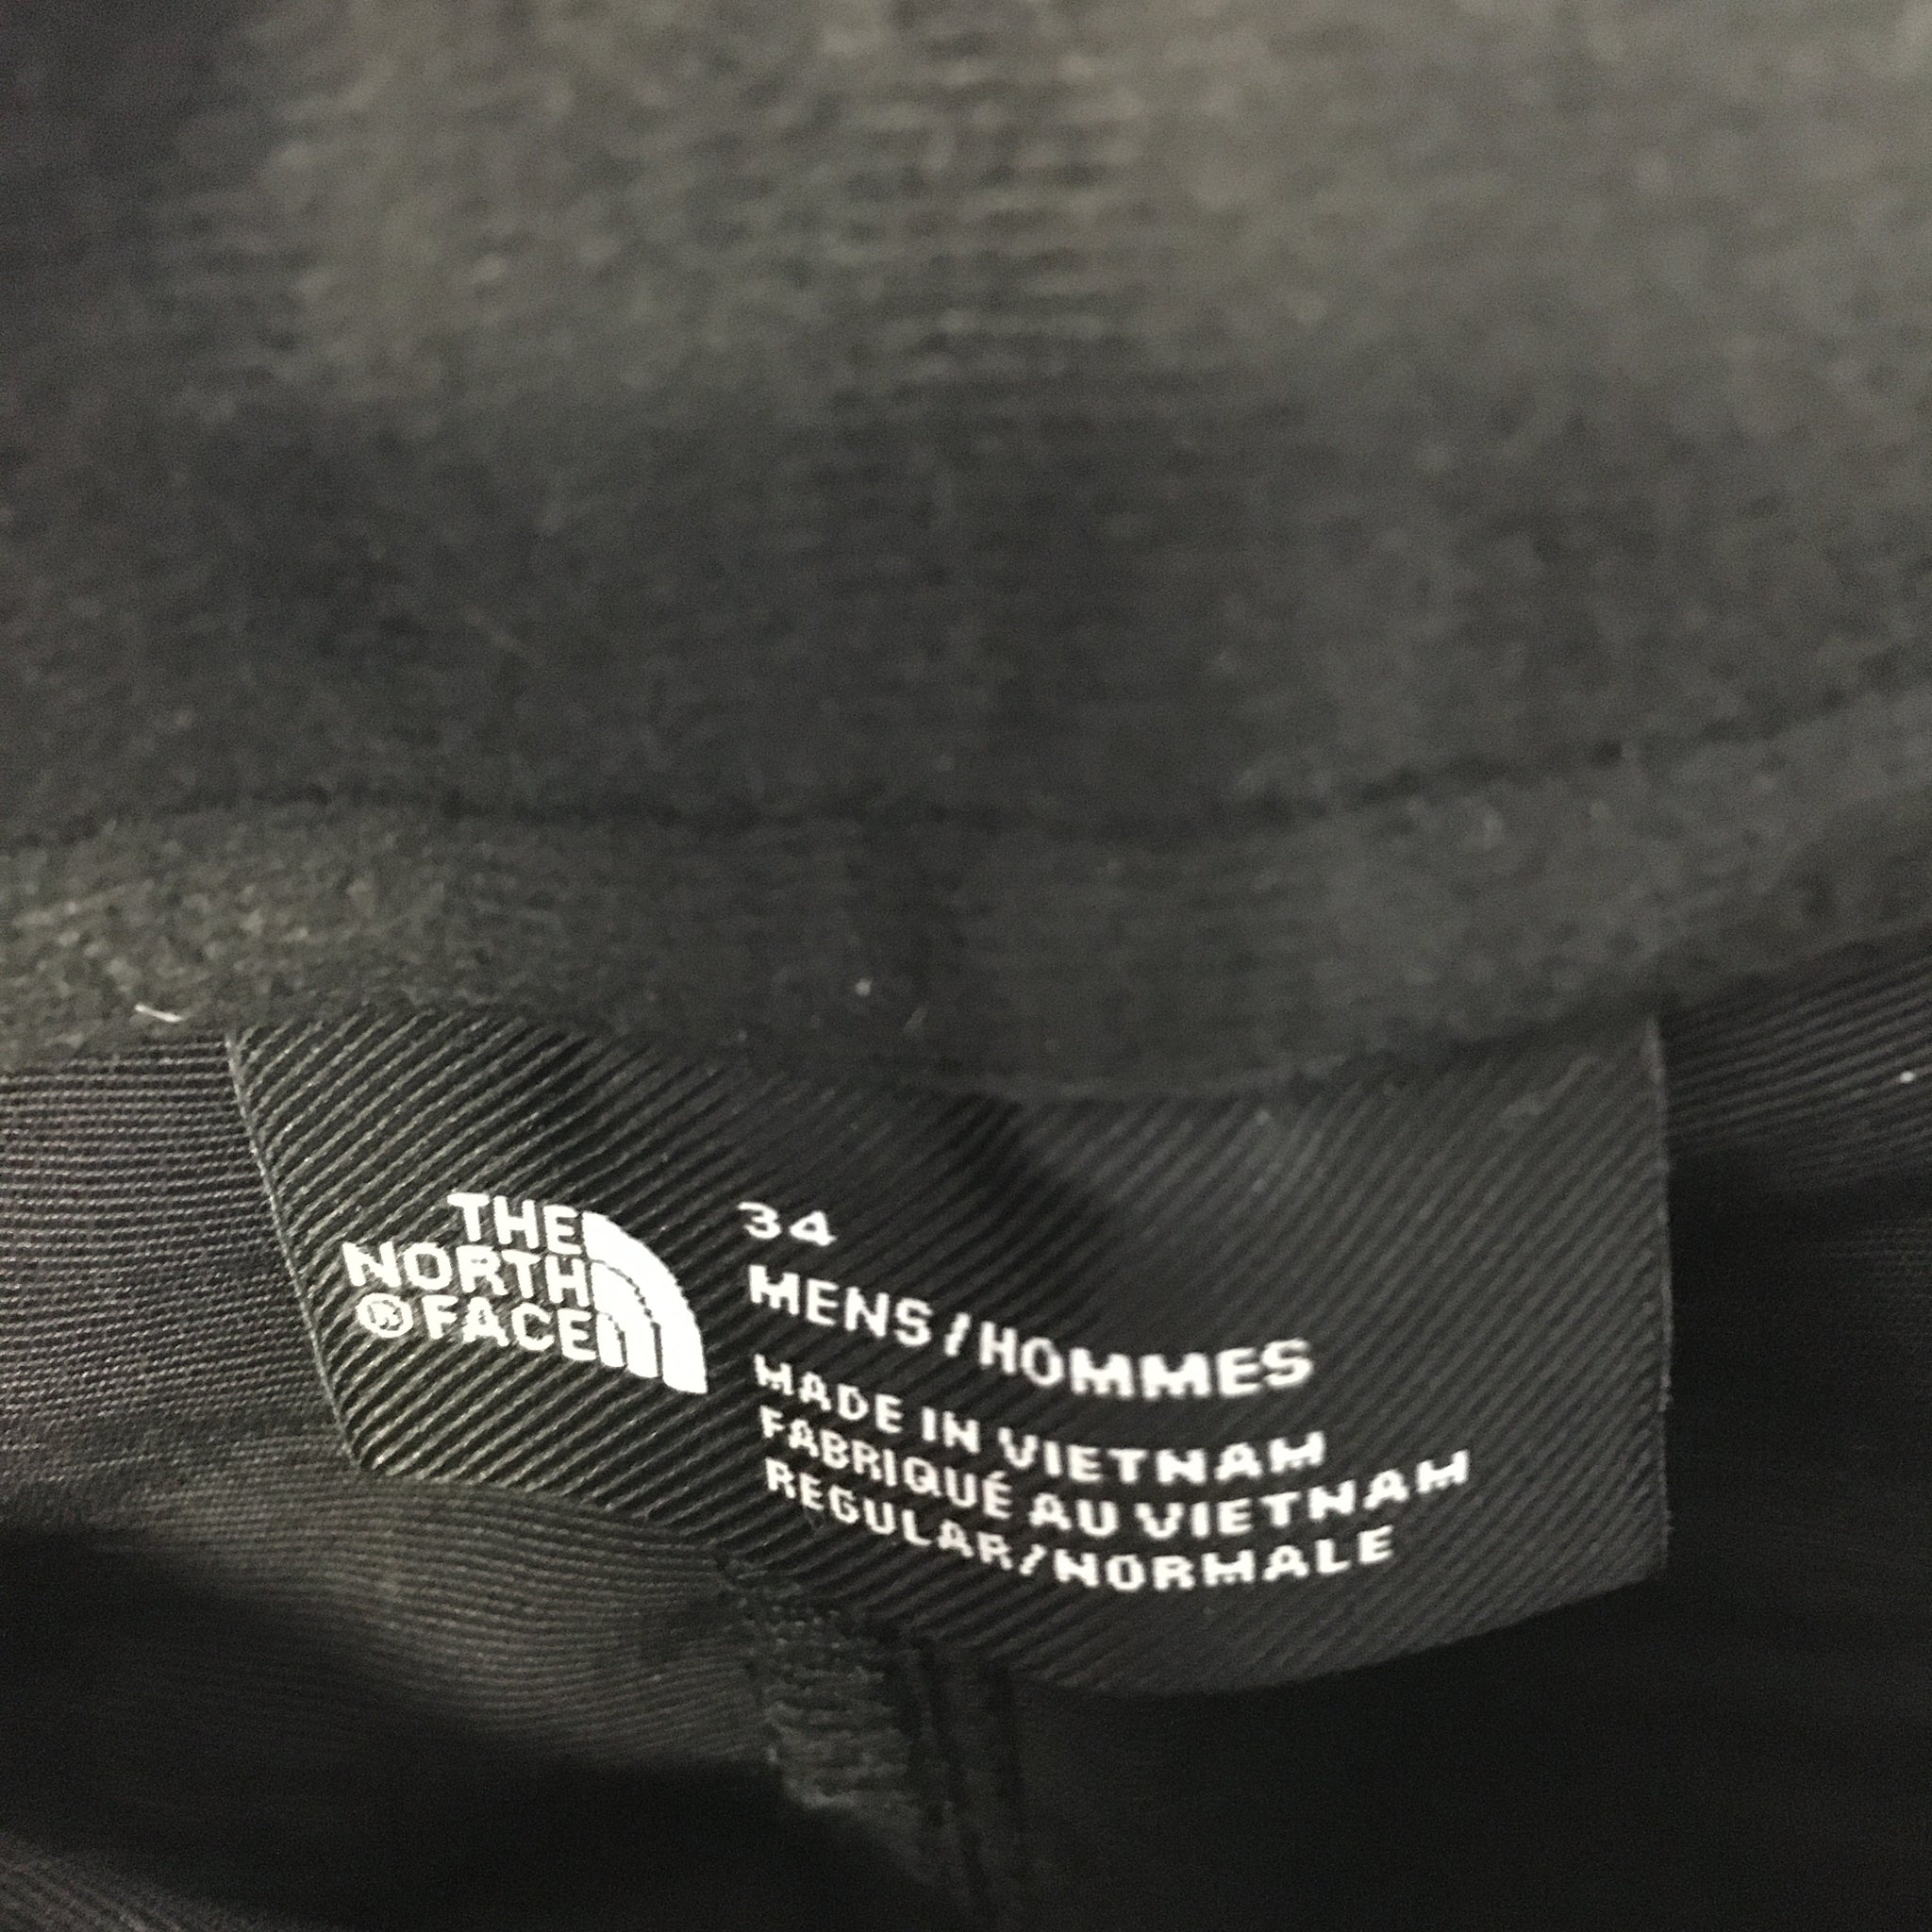 THE
NORTH
®FACE
34
MENS/HOMMES
MADE IN VIETNAM
FABRIQUÉ AU VIETNAM
REGULAR/NORMALE